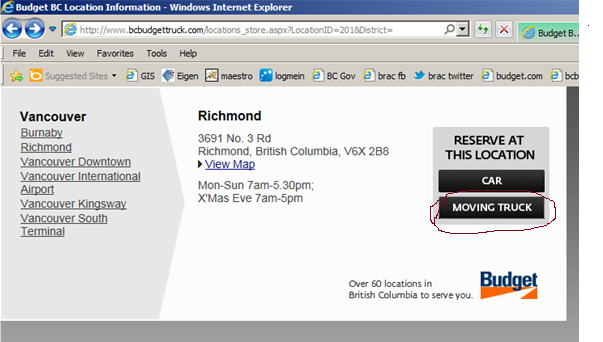 Budget BC Location Information - Windows Internet Explorer
http://www.bcbudgettruck.com/locations_store.aspx?LocationID=201&District=
Budget B...
File Edit View Favorites Tools Help
Suggested Sites GIS Eigen maestro logmein BC Gov brac fb brac twitter budget.com bcb
Vancouver
Burnaby
Richmond
Vancouver Downtown
Vancouver International
Airport
Vancouver Kingsway
Vancouver South
Terminal
Richmond
3691 No. 3 Rd
Richmond, British Columbia, V6X 2B8
View Map
Mon-Sun 7am-5.30pm;
X'Mas Eve 7am-5pm
RESERVE AT
THIS LOCATION
CAR
MOVING TRUCK
Over 60 locations in
British Columbia to serve you.
Budget